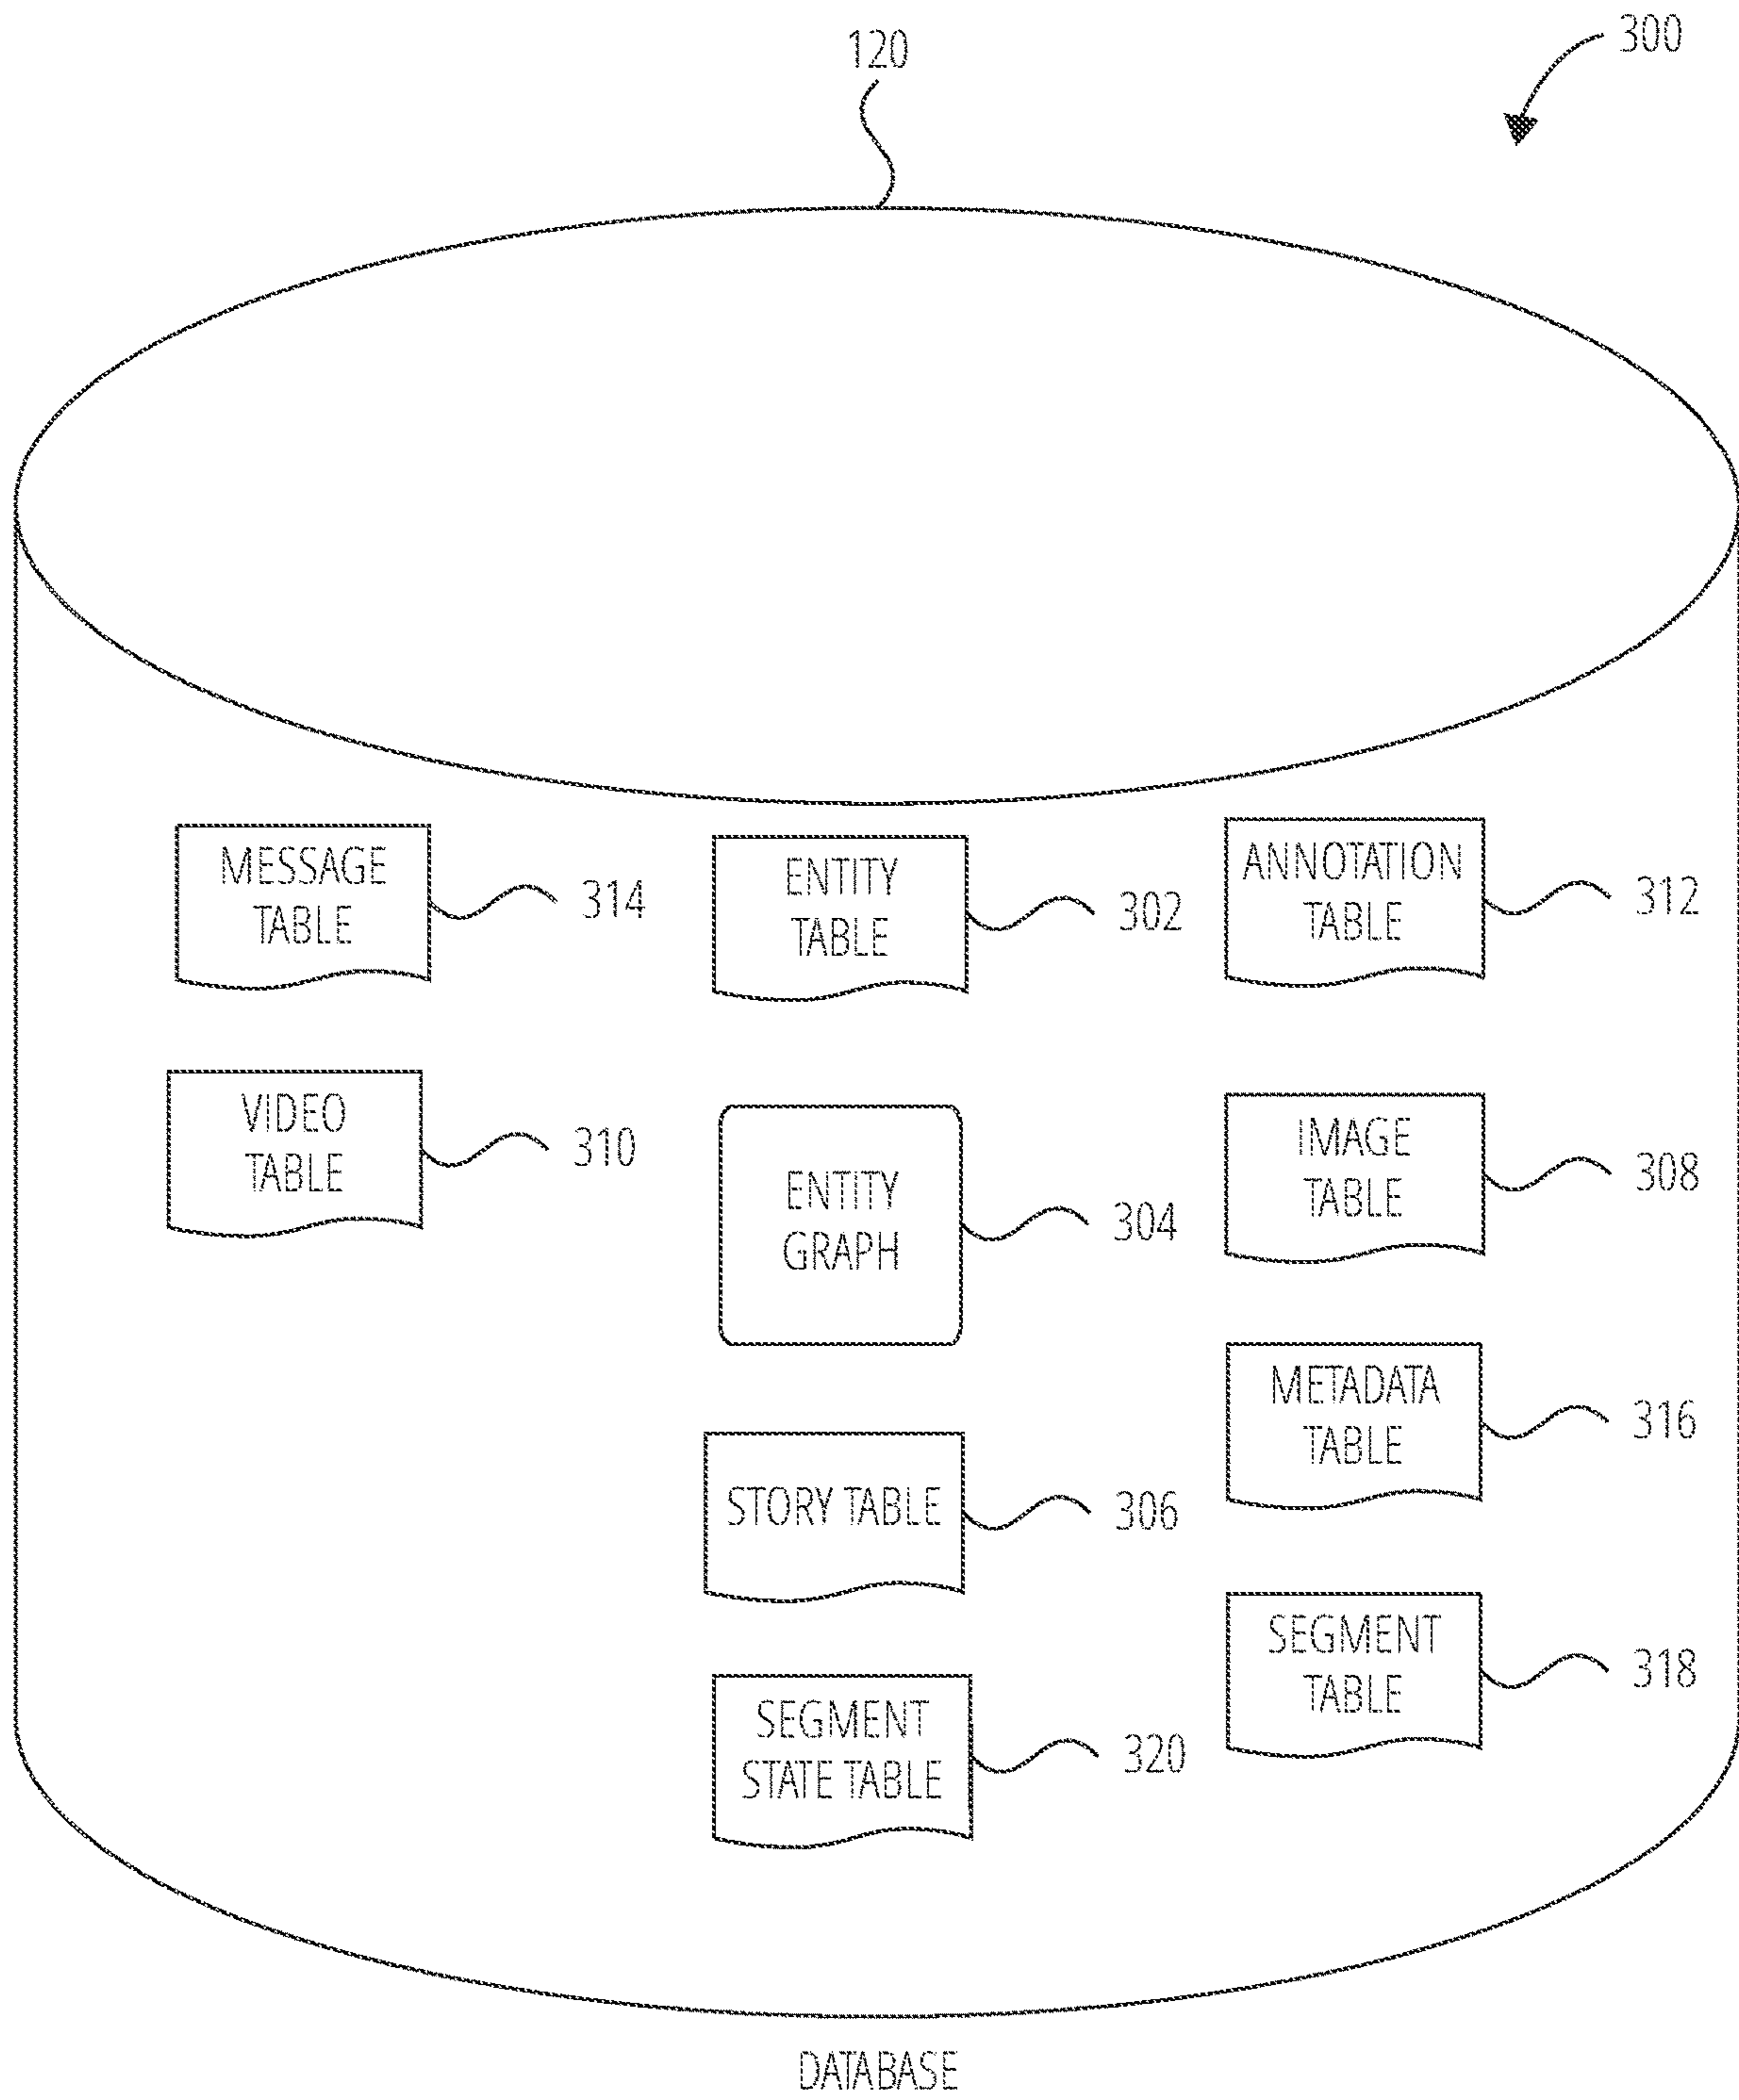 120
300
MESSAGE
TABLE
314
ENTITY
TABLE
302
ANNOTATION
TABLE
312
VIDEO
TABLE
310
ENTITY
GRAPH
304
IMAGE
TABLE
308
METADATA
TABLE
316
STORY TABLE
306
SEGMENT
TABLE
318
SEGMENT
STATE TABLE
320
DATABASE